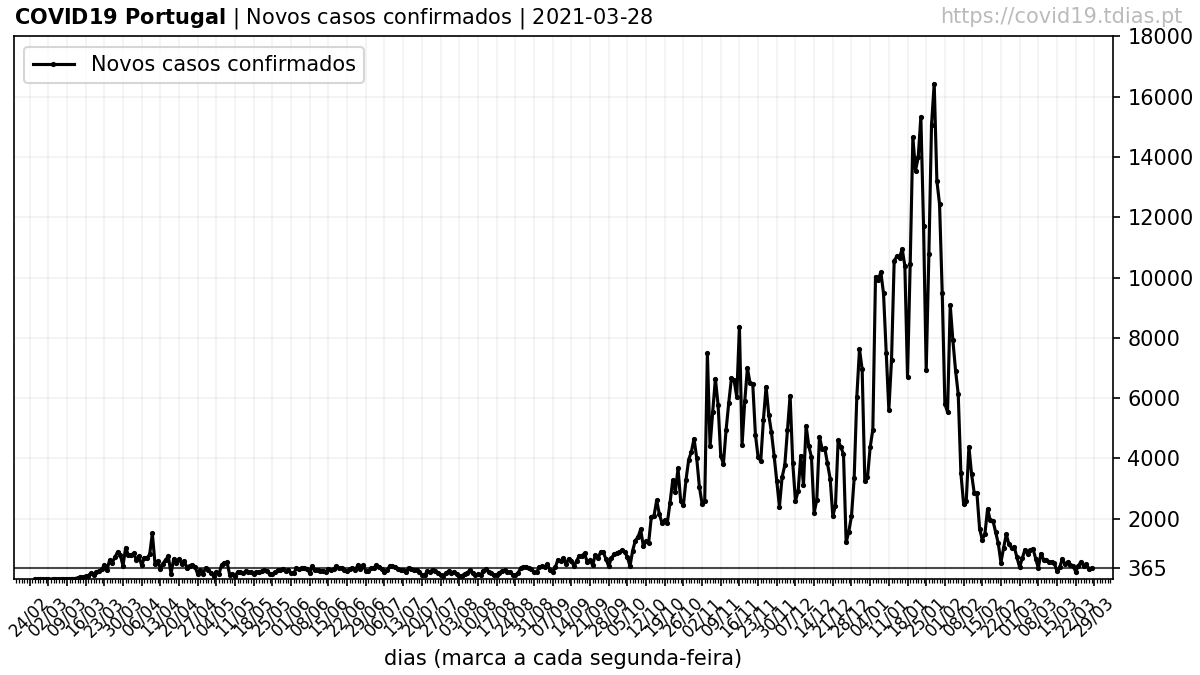 COVID19 Portugal | Novos casos confirmados | 2021-03-28
https://covid19.tdias.pt
Novos casos confirmados
18000
16000
14000
12000
10000
8000
6000
4000
2000
365
24/02 02/03 09/03 16/03 23/03 30/03 06/04 13/04 20/04 27/04 04/05 11/05 18/05 25/05 01/06 08/06 15/06 22/06 29/06 06/07 13/07 20/07 27/07 03/08 10/08 17/08 24/08 31/08 07/09 14/09 21/09 28/09 05/10 12/10 19/10 26/10 02/11 09/11 16/11 23/11 30/11 07/12 14/12 21/12 28/12 04/01 11/01 18/01 25/01 01/02 08/02 15/02 22/02 01/03 08/03 15/03 22/03 29/03
dias (marca a cada segunda-feira)